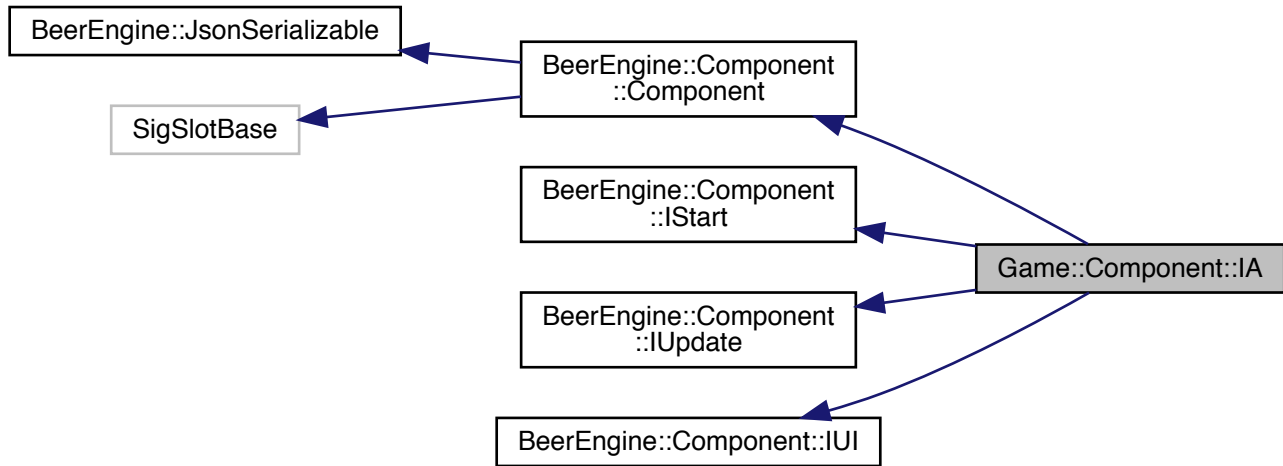 BeerEngine::JsonSerializable
SigSlotBase
BeerEngine::Component
::Component
BeerEngine::Component
::IStart
BeerEngine::Component
::IUpdate
BeerEngine::Component::IUI
Game::Component::IA